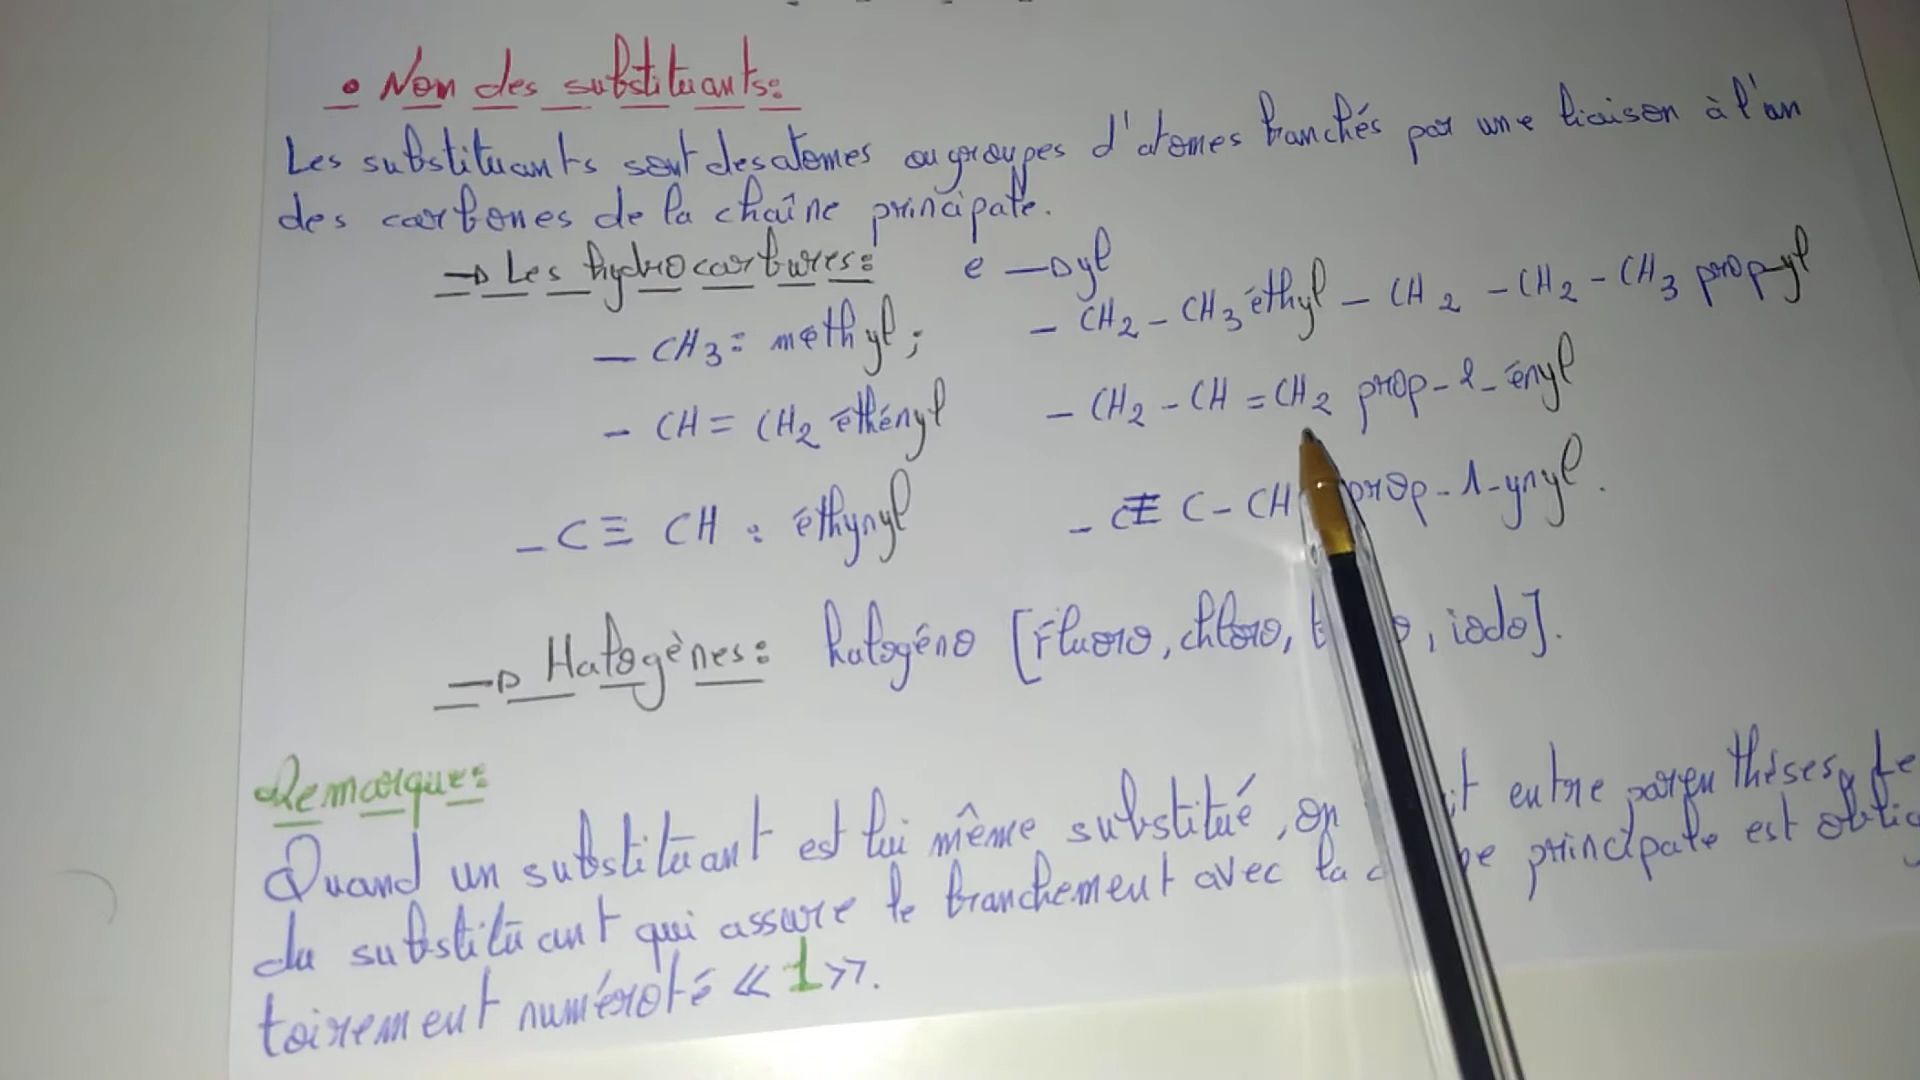 • Nom des substituants:
Les substituants sont des atomes ou groupes d'atomes branchés par une liaison à l'un
des carbones de la chaîne principale.
→ Les hydrocarbures: e → yl
- CH3 = méthyl; - CH2 - CH3 éthyl - CH2 - CH2 - CH3 propyl
- CH = CH2 éthényl - CH2 - CH = CH2 prop-2-ényl
- C ≡ CH : éthynyl - C ≡ C - CH prop-1-ynyl.
→ Halogènes: halogéno [Fluoro, chloro, iodo].
Remarque:
Quand un substituant est lui même substitué, on entre parenthèses, le
du substituant qui assure le branchement avec la principale est oblig
toirement numéroté « 1 ».